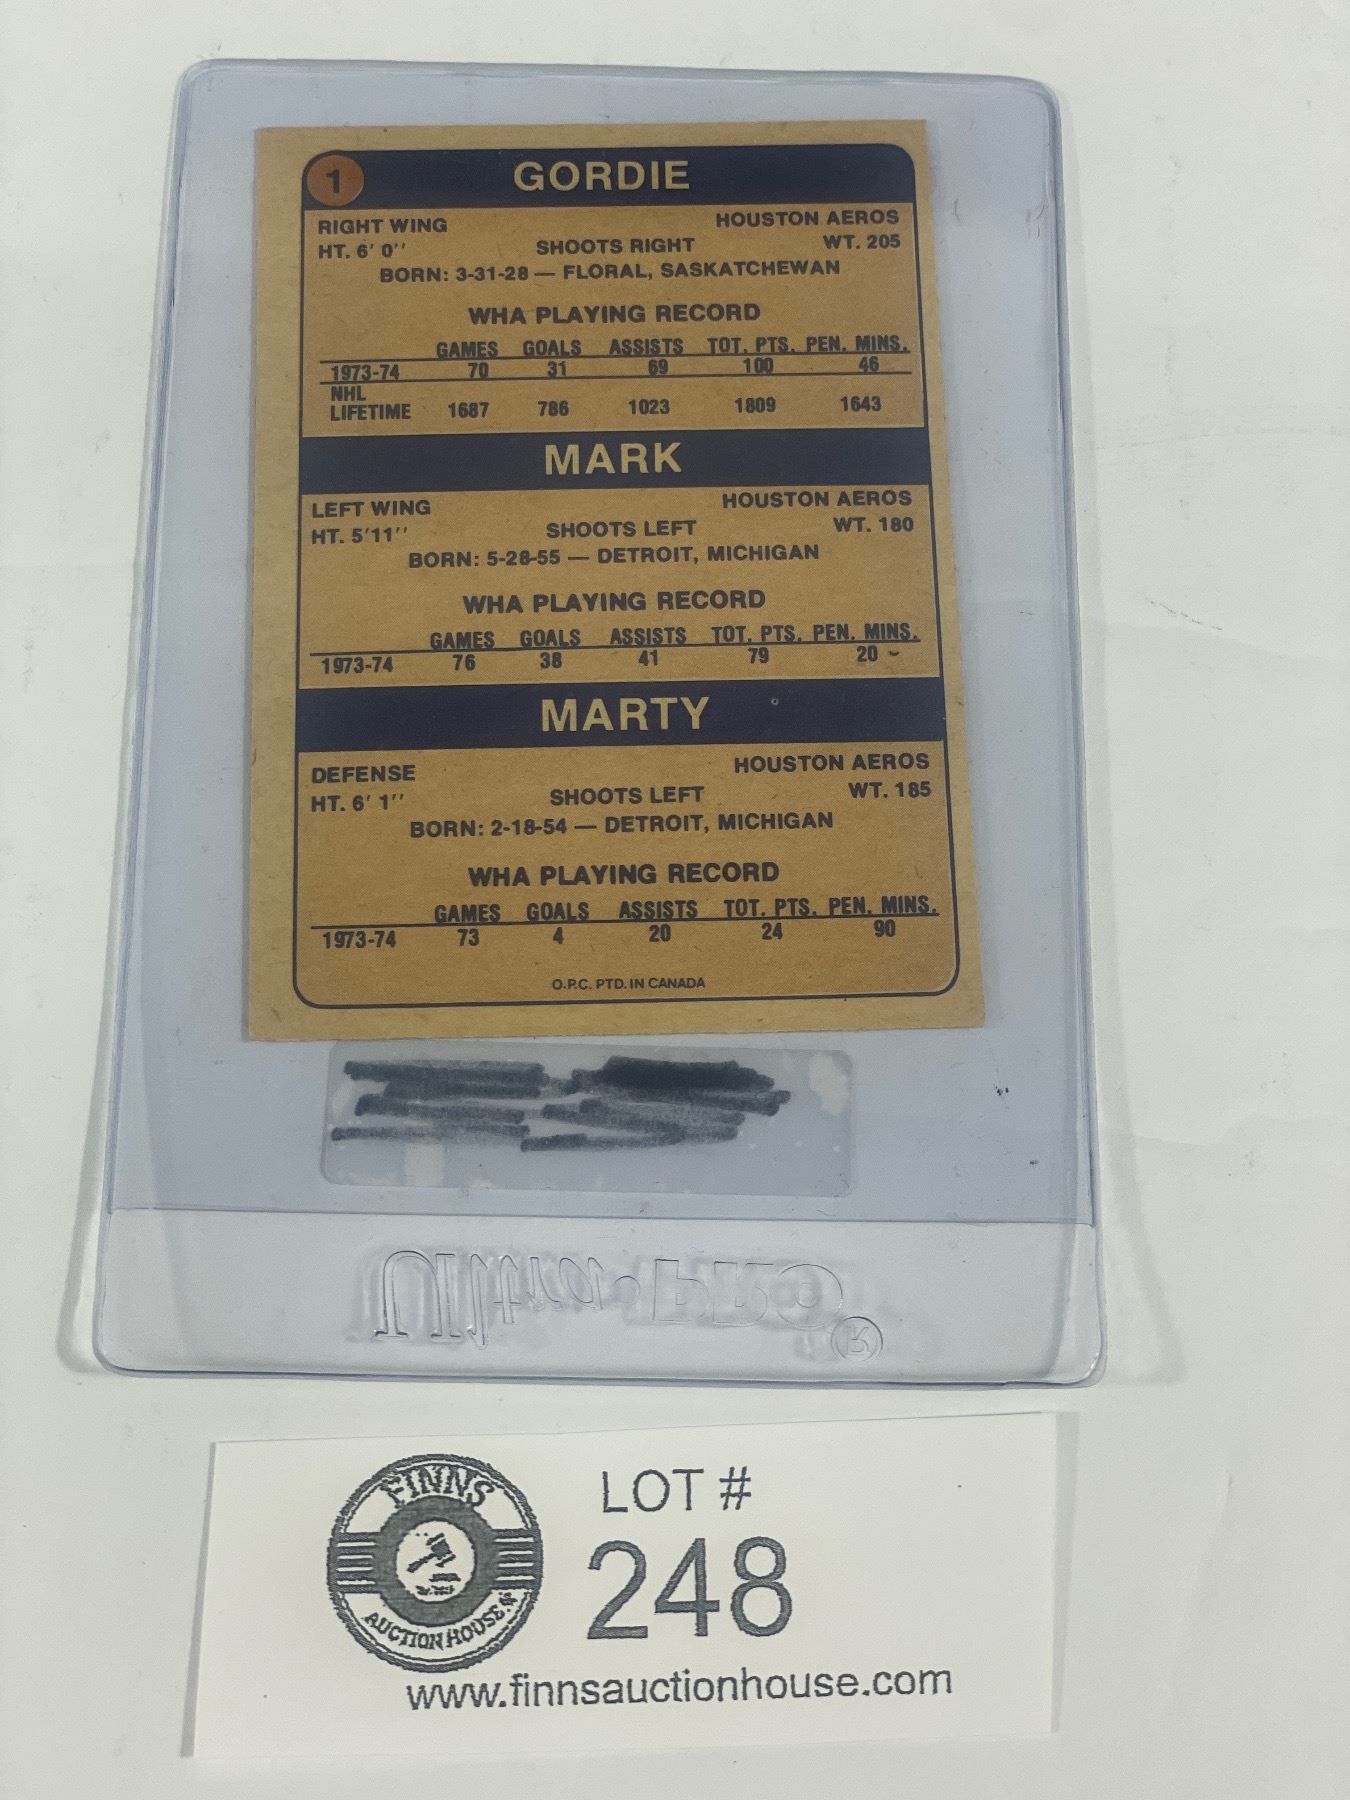 1 GORDIE
RIGHT WING HOUSTON AEROS
HT. 6' 0'' SHOOTS RIGHT WT. 205
BORN: 3-31-28 — FLORAL, SASKATCHEWAN
WHA PLAYING RECORD
GAMES GOALS ASSISTS TOT. PTS. PEN. MINS.
1973-74 70 31 69 100 46
NHL
LIFETIME 1687 786 1023 1809 1643
MARK
LEFT WING HOUSTON AEROS
HT. 5'11'' SHOOTS LEFT WT. 180
BORN: 5-28-55 — DETROIT, MICHIGAN
WHA PLAYING RECORD
GAMES GOALS ASSISTS TOT. PTS. PEN. MINS.
1973-74 76 38 41 79 20
MARTY
DEFENSE HOUSTON AEROS
HT. 6' 1'' SHOOTS LEFT WT. 185
BORN: 2-18-54 — DETROIT, MICHIGAN
WHA PLAYING RECORD
GAMES GOALS ASSISTS TOT. PTS. PEN. MINS.
1973-74 73 4 20 24 90
O.P.C. PTD. IN CANADA
Ultra·PRO®
FINNS
AUCTION HOUSE
LOT #
248
www.finnsauctionhouse.com